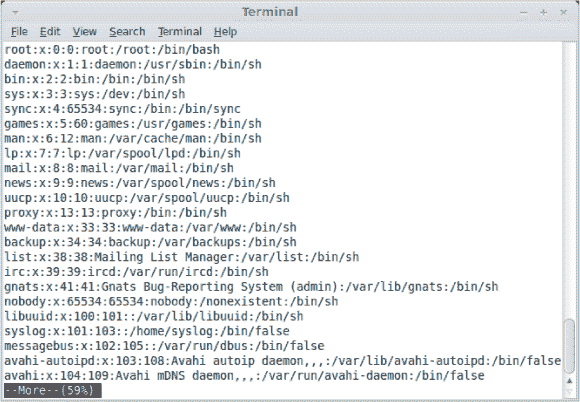 Terminal
File Edit View Search Terminal Help
root:x:0:0:root:/root:/bin/bash
daemon:x:1:1:daemon:/usr/sbin:/bin/sh
bin:x:2:2:bin:/bin:/bin/sh
sys:x:3:3:sys:/dev:/bin/sh
sync:x:4:65534:sync:/bin:/bin/sync
games:x:5:60:games:/usr/games:/bin/sh
man:x:6:12:man:/var/cache/man:/bin/sh
lp:x:7:7:lp:/var/spool/lpd:/bin/sh
mail:x:8:8:mail:/var/mail:/bin/sh
news:x:9:9:news:/var/spool/news:/bin/sh
uucp:x:10:10:uucp:/var/spool/uucp:/bin/sh
proxy:x:13:13:proxy:/bin:/bin/sh
www-data:x:33:33:www-data:/var/www:/bin/sh
backup:x:34:34:backup:/var/backups:/bin/sh
list:x:38:38:Mailing List Manager:/var/list:/bin/sh
irc:x:39:39:ircd:/var/run/ircd:/bin/sh
gnats:x:41:41:Gnats Bug-Reporting System (admin):/var/lib/gnats:/bin/sh
nobody:x:65534:65534:nobody:/nonexistent:/bin/sh
libuuid:x:100:101::/var/lib/libuuid:/bin/sh
syslog:x:101:103::/home/syslog:/bin/false
messagebus:x:102:105::/var/run/dbus:/bin/false
avahi-autoipd:x:103:108:Avahi autoip daemon,,,:/var/lib/avahi-autoipd:/bin/false
avahi:x:104:109:Avahi mDNS daemon,,,:/var/run/avahi-daemon:/bin/false
--More--(59%)